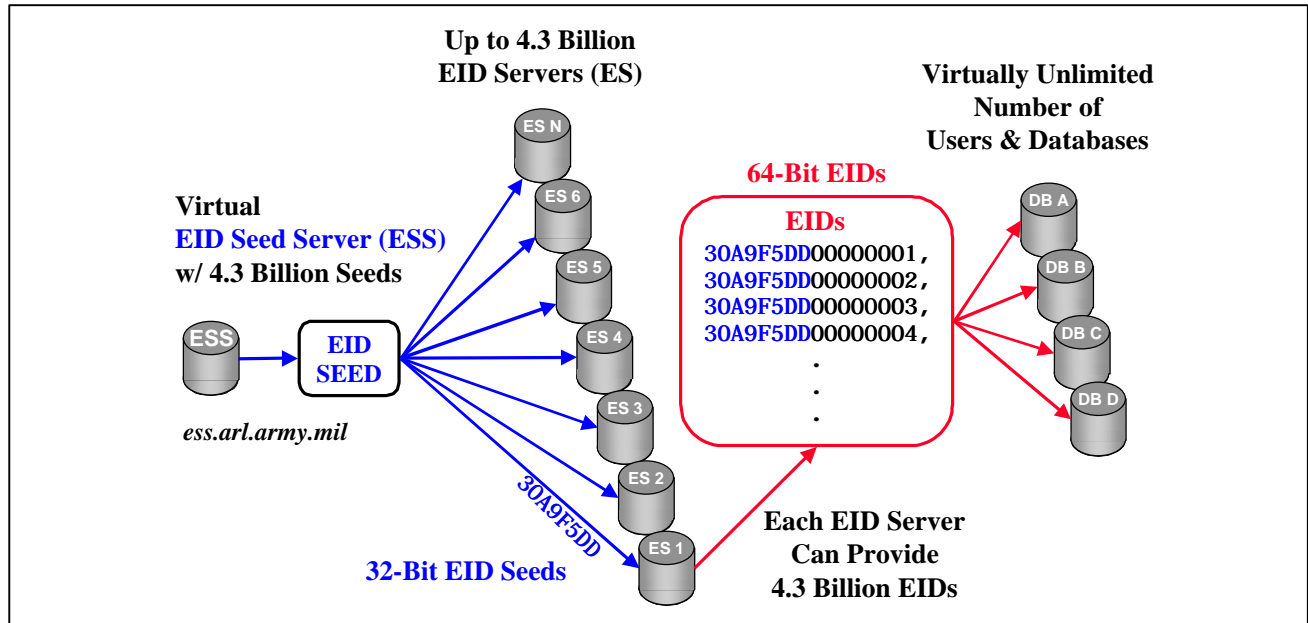 Up to 4.3 Billion
EID Servers (ES)
Virtually Unlimited
Number of
Users & Databases
Virtual
EID Seed Server (ESS)
w/ 4.3 Billion Seeds
ESS
EID
SEED
ess.arl.army.mil
ES N
ES 6
ES 5
ES 4
ES 3
ES 2
ES 1
30A9F5DD
32-Bit EID Seeds
64-Bit EIDs
EIDs
30A9F5DD00000001,
30A9F5DD00000002,
30A9F5DD00000003,
30A9F5DD00000004,
.
.
.
Each EID Server
Can Provide
4.3 Billion EIDs
DB A
DB B
DB C
DB D